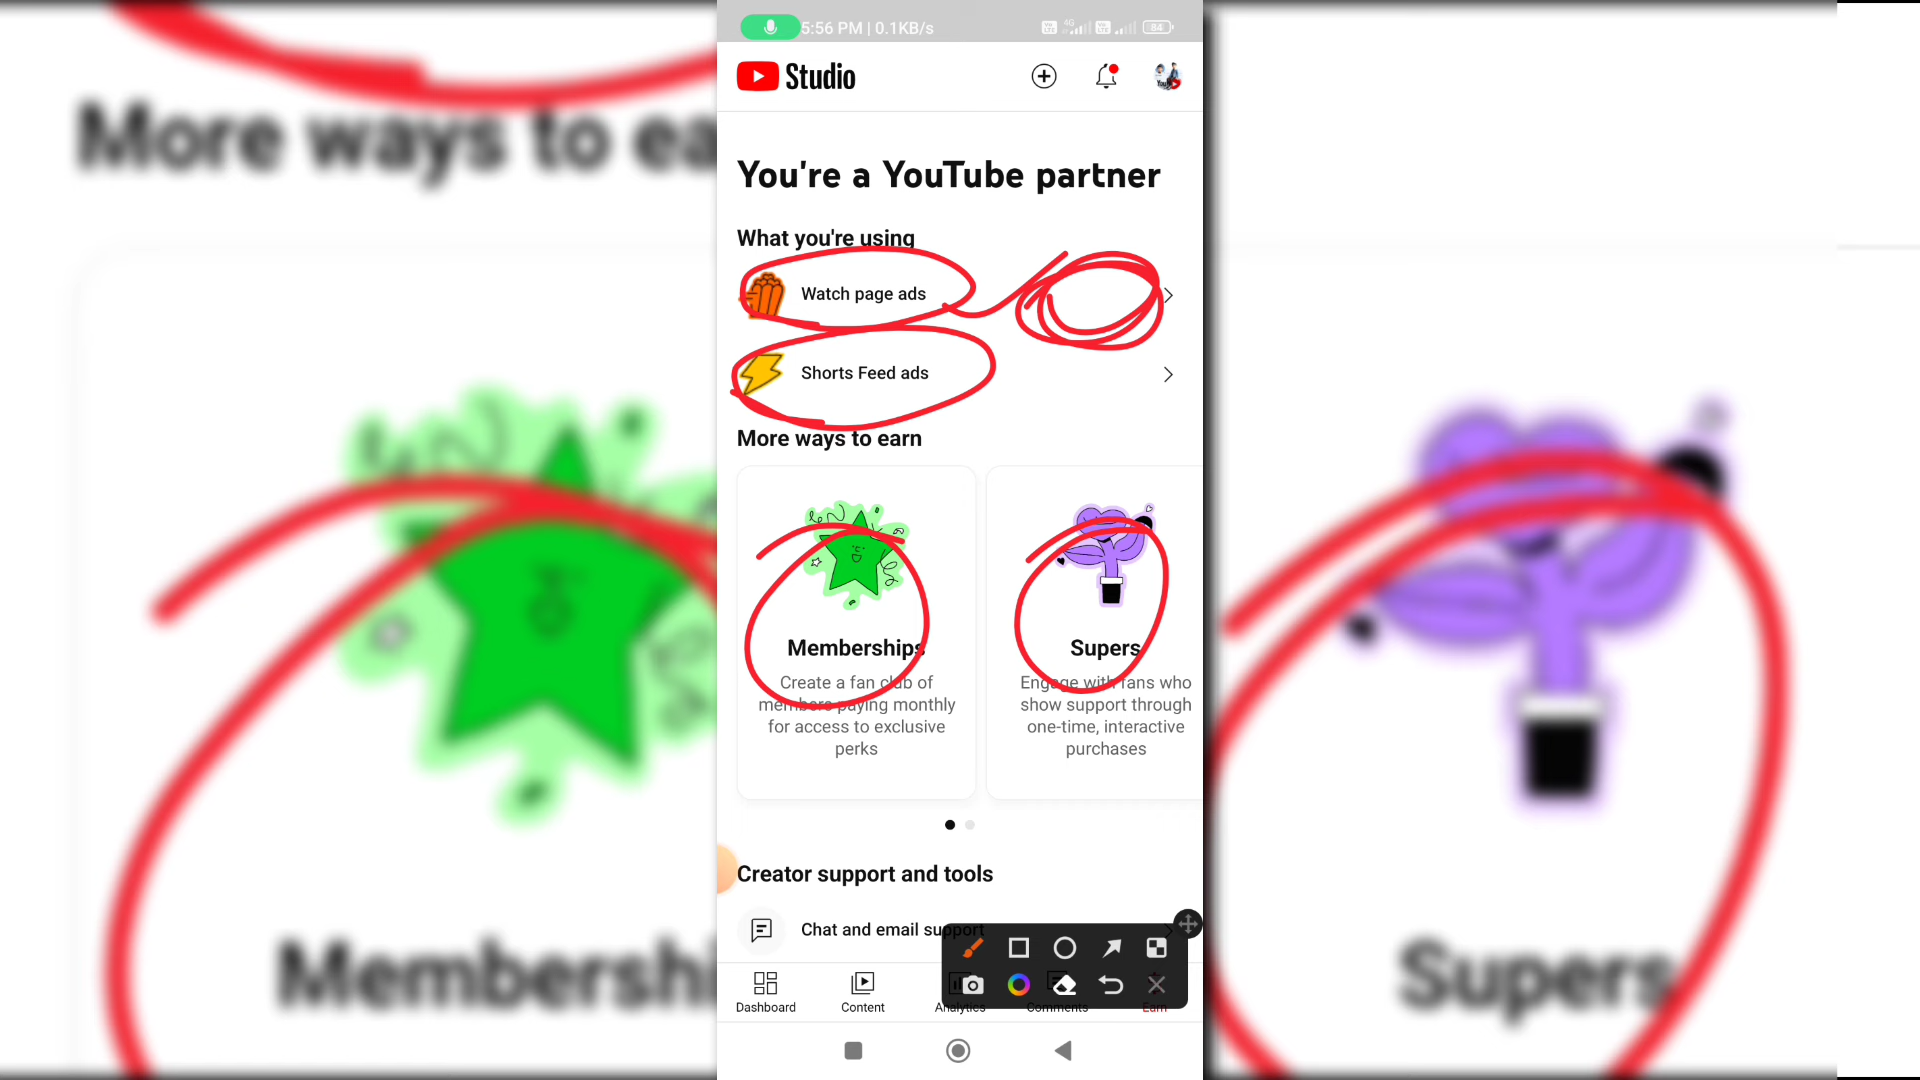 5:56 PM | 0.1KB/s
4G
84
Studio
You're a YouTube partner
What you're using
Watch page ads
Shorts Feed ads
More ways to earn
Memberships
Create a fan club of
members paying monthly
for access to exclusive
perks
Supers
Engage with fans who
show support through
one-time, interactive
purchases
Creator support and tools
Chat and email support
Dashboard
Content
Analytics
Comments
Earn
More ways to ea
Membershi
Supers